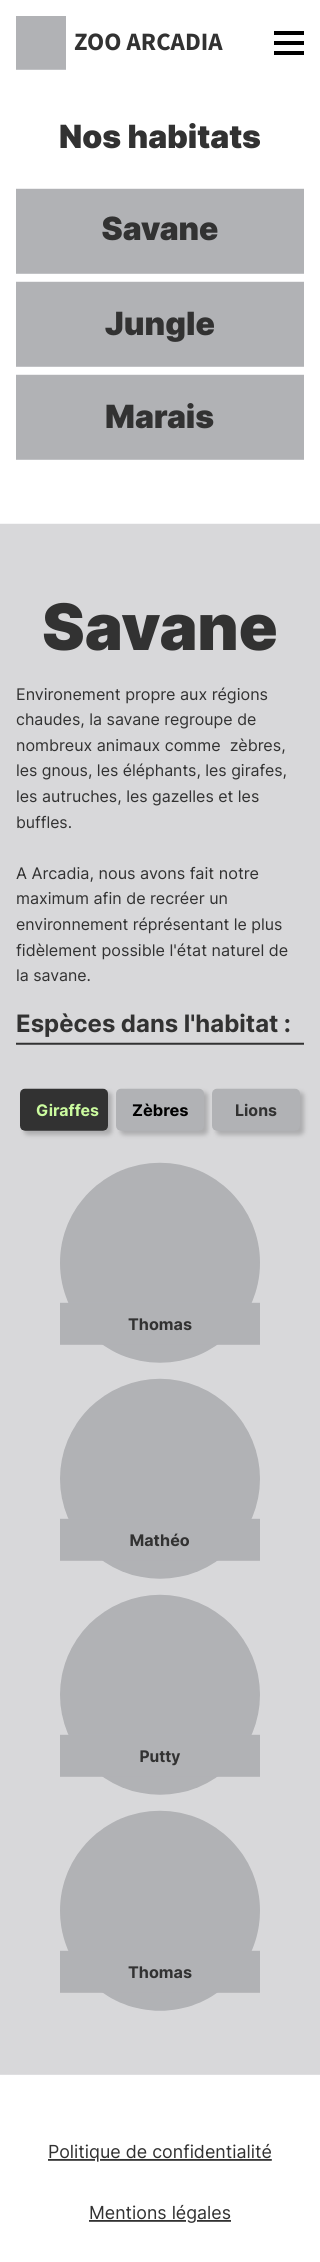 ZOO ARCADIA
Nos habitats
Savane
Jungle
Marais
Savane
Environement propre aux régions
chaudes, la savane regroupe de
nombreux animaux comme  zèbres,
les gnous, les éléphants, les girafes,
les autruches, les gazelles et les
buffles.
A Arcadia, nous avons fait notre
maximum afin de recréer un
environnement réprésentant le plus
fidèlement possible l'état naturel de
la savane.
Espèces dans l'habitat :
Giraffes Zèbres Lions
Thomas
Mathéo
Putty
Thomas
Politique de confidentialité
Mentions légales